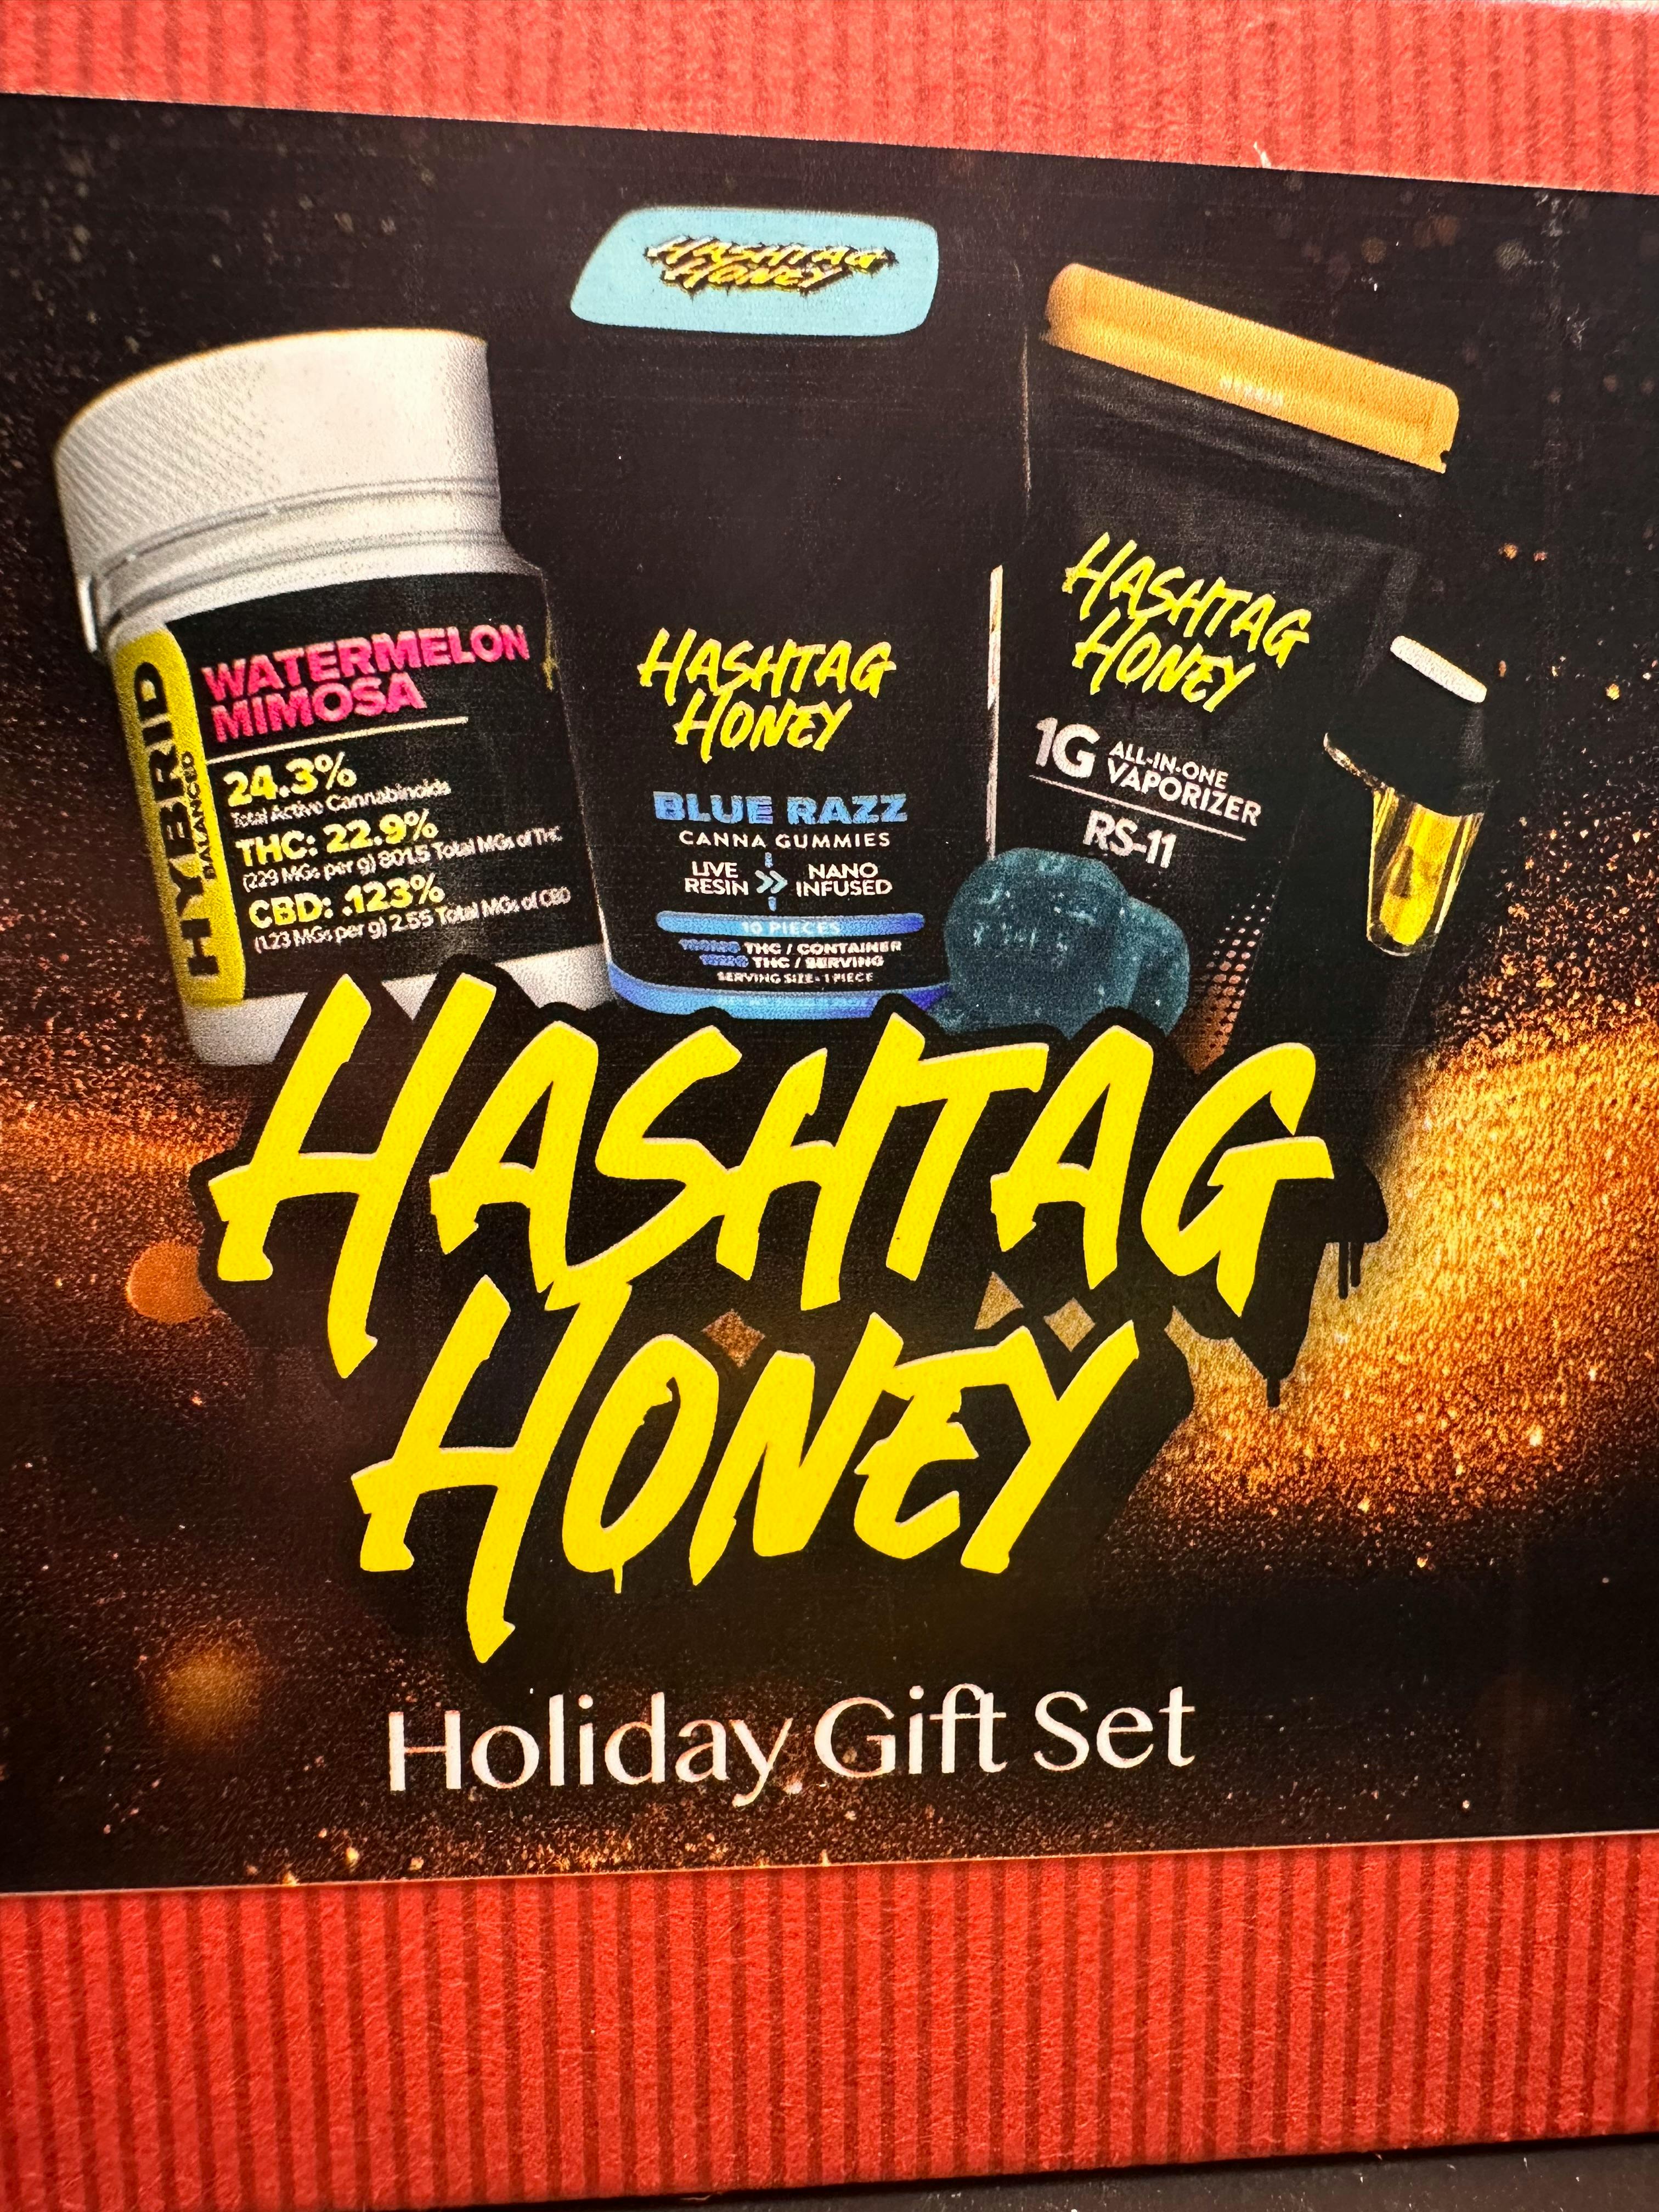 HASHTAG
HONEY
HYBRID
BALANCED
WATERMELON
MIMOSA
24.3%
Total Active Cannabinoids
THC: 22.9%
(229 MGs per g) 801.5 Total MGs of THC
CBD: .123%
(1.23 MGs per g) 2.55 Total MGs of CBD
HASHTAG
HONEY
BLUE RAZZ
CANNA GUMMIES
LIVE RESIN >> NANO INFUSED
10 PIECES
THC / CONTAINER
THC / SERVING
SERVING SIZE - 1 PIECE
HASHTAG
HONEY
1G ALL-IN-ONE VAPORIZER
RS-11
HASHTAG
HONEY
Holiday Gift Set